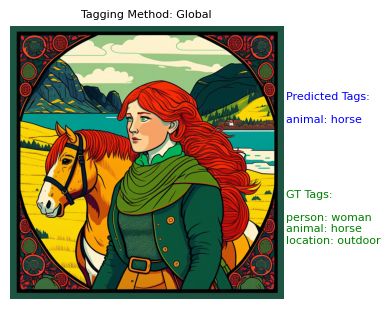 Tagging Method: Global
Predicted Tags:
animal: horse
GT Tags:
person: woman
animal: horse
location: outdoor